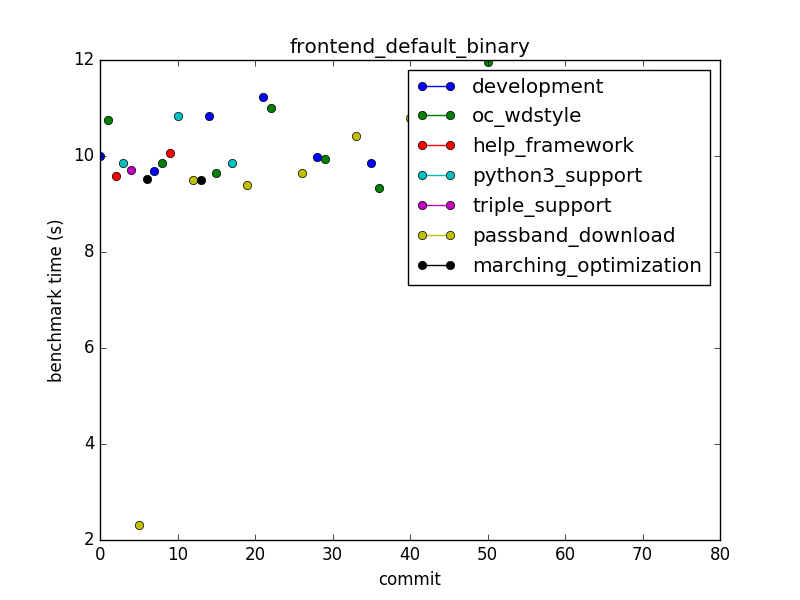 frontend_default_binary
12
10
8
6
4
2
benchmark time (s)
development
oc_wdstyle
help_framework
python3_support
triple_support
passband_download
marching_optimization
0 10 20 30 40 50 60 70 80
commit